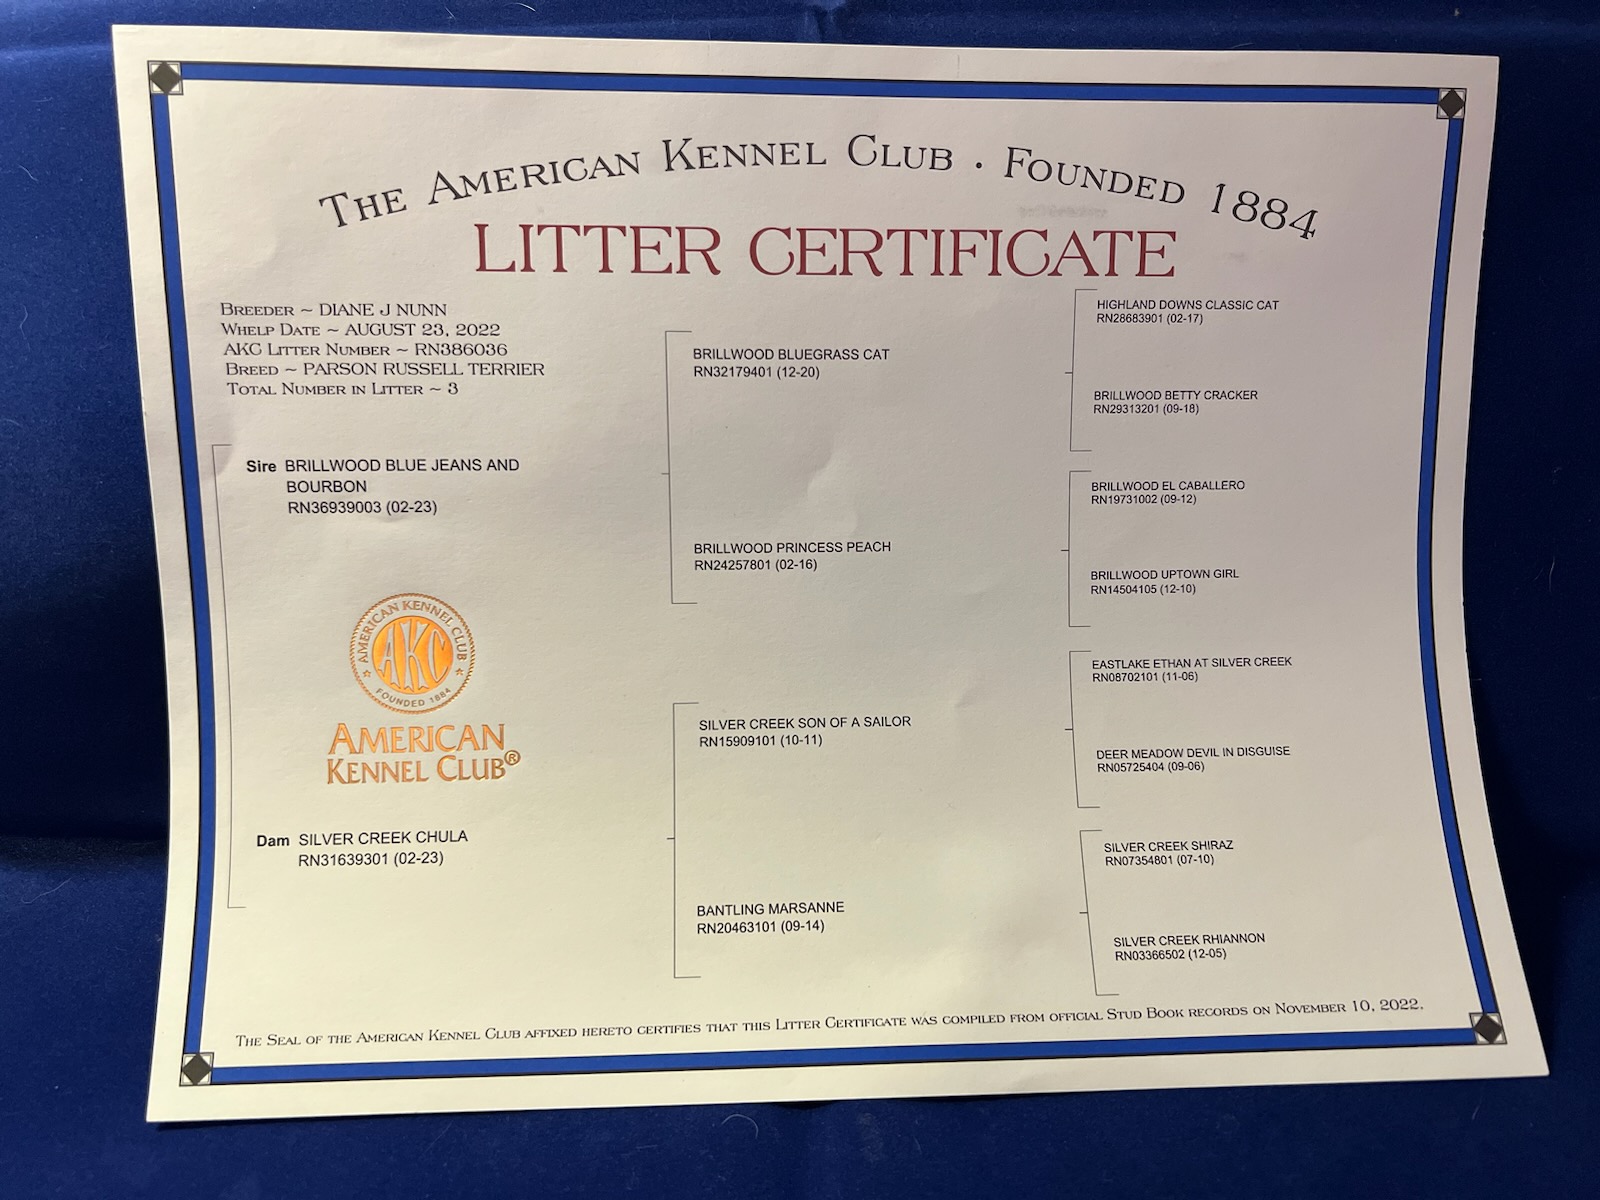 THE AMERICAN KENNEL CLUB · FOUNDED 1884
LITTER CERTIFICATE
BREEDER ~ DIANE J NUNN
WHELP DATE ~ AUGUST 23, 2022
AKC LITTER NUMBER ~ RN386036
BREED ~ PARSON RUSSELL TERRIER
TOTAL NUMBER IN LITTER ~ 3
Sire BRILLWOOD BLUE JEANS AND
BOURBON
RN36939003 (02-23)
AMERICAN KENNEL CLUB
AKC
FOUNDED 1884
AMERICAN
KENNEL CLUB®
Dam SILVER CREEK CHULA
RN31639301 (02-23)
BRILLWOOD BLUEGRASS CAT
RN32179401 (12-20)
BRILLWOOD PRINCESS PEACH
RN24257801 (02-16)
SILVER CREEK SON OF A SAILOR
RN15909101 (10-11)
BANTLING MARSANNE
RN20463101 (09-14)
HIGHLAND DOWNS CLASSIC CAT
RN28683901 (02-17)
BRILLWOOD BETTY CRACKER
RN29313201 (09-18)
BRILLWOOD EL CABALLERO
RN19731002 (09-12)
BRILLWOOD UPTOWN GIRL
RN14504105 (12-10)
EASTLAKE ETHAN AT SILVER CREEK
RN08702101 (11-06)
DEER MEADOW DEVIL IN DISGUISE
RN05725404 (09-06)
SILVER CREEK SHIRAZ
RN07354801 (07-10)
SILVER CREEK RHIANNON
RN03366502 (12-05)
THE SEAL OF THE AMERICAN KENNEL CLUB AFFIXED HERETO CERTIFIES THAT THIS LITTER CERTIFICATE WAS COMPILED FROM OFFICIAL STUD BOOK RECORDS ON NOVEMBER 10, 2022.